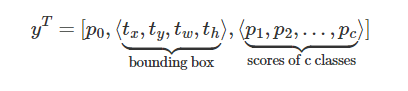 y^T = [p_0, ⟨t_x, t_y, t_w, t_h⟩, ⟨p_1, p_2, . . . , p_c⟩]
bounding box scores of c classes